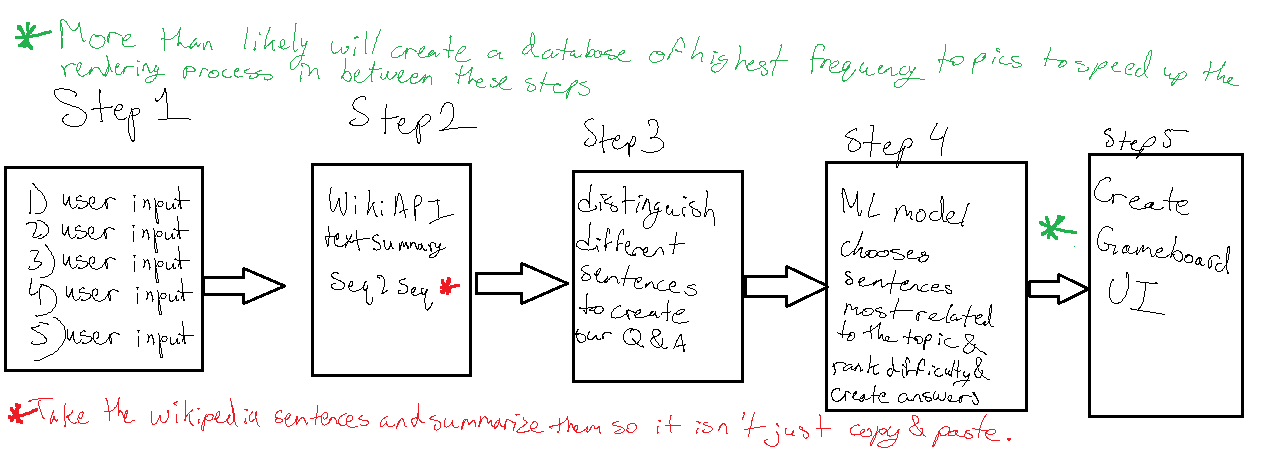 * More than likely will create a database of highest frequency topics to speed up the
rendering process in between these steps
Step 1
1) user input
2) user input
3) user input
4) user input
5) user input
Step 2
Wiki API
text summary
Seq 2 Seq *
Step 3
distinguish
different
sentences
to create
our Q & A
Step 4
ML model
chooses
sentences
most related
to the topic &
rank difficulty &
create answers
*
Step 5
Create
Gameboard
UI
* Take the wikipedia sentences and summarize them so it isn't just copy & paste.